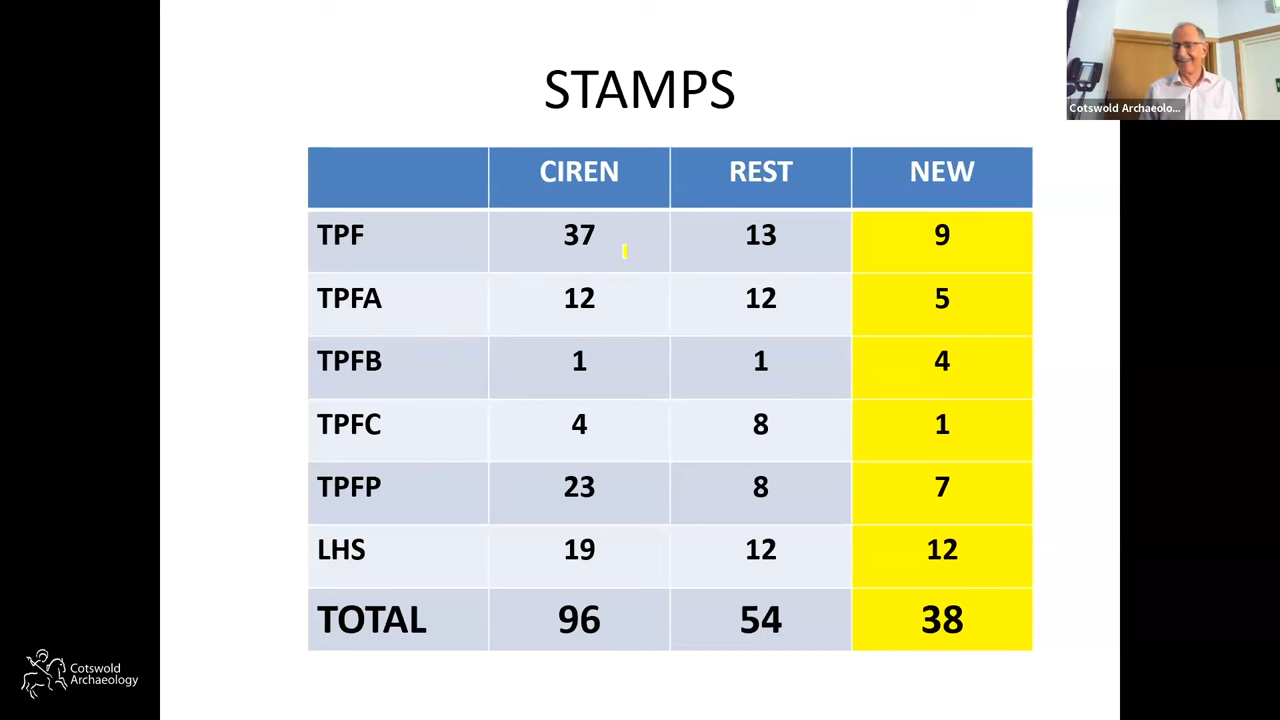 STAMPS
CIREN REST NEW
TPF 37 13 9
TPFA 12 12 5
TPFB 1 1 4
TPFC 4 8 1
TPFP 23 8 7
LHS 19 12 12
TOTAL 96 54 38
Cotswold Archaeolo...
Cotswold
Archaeology